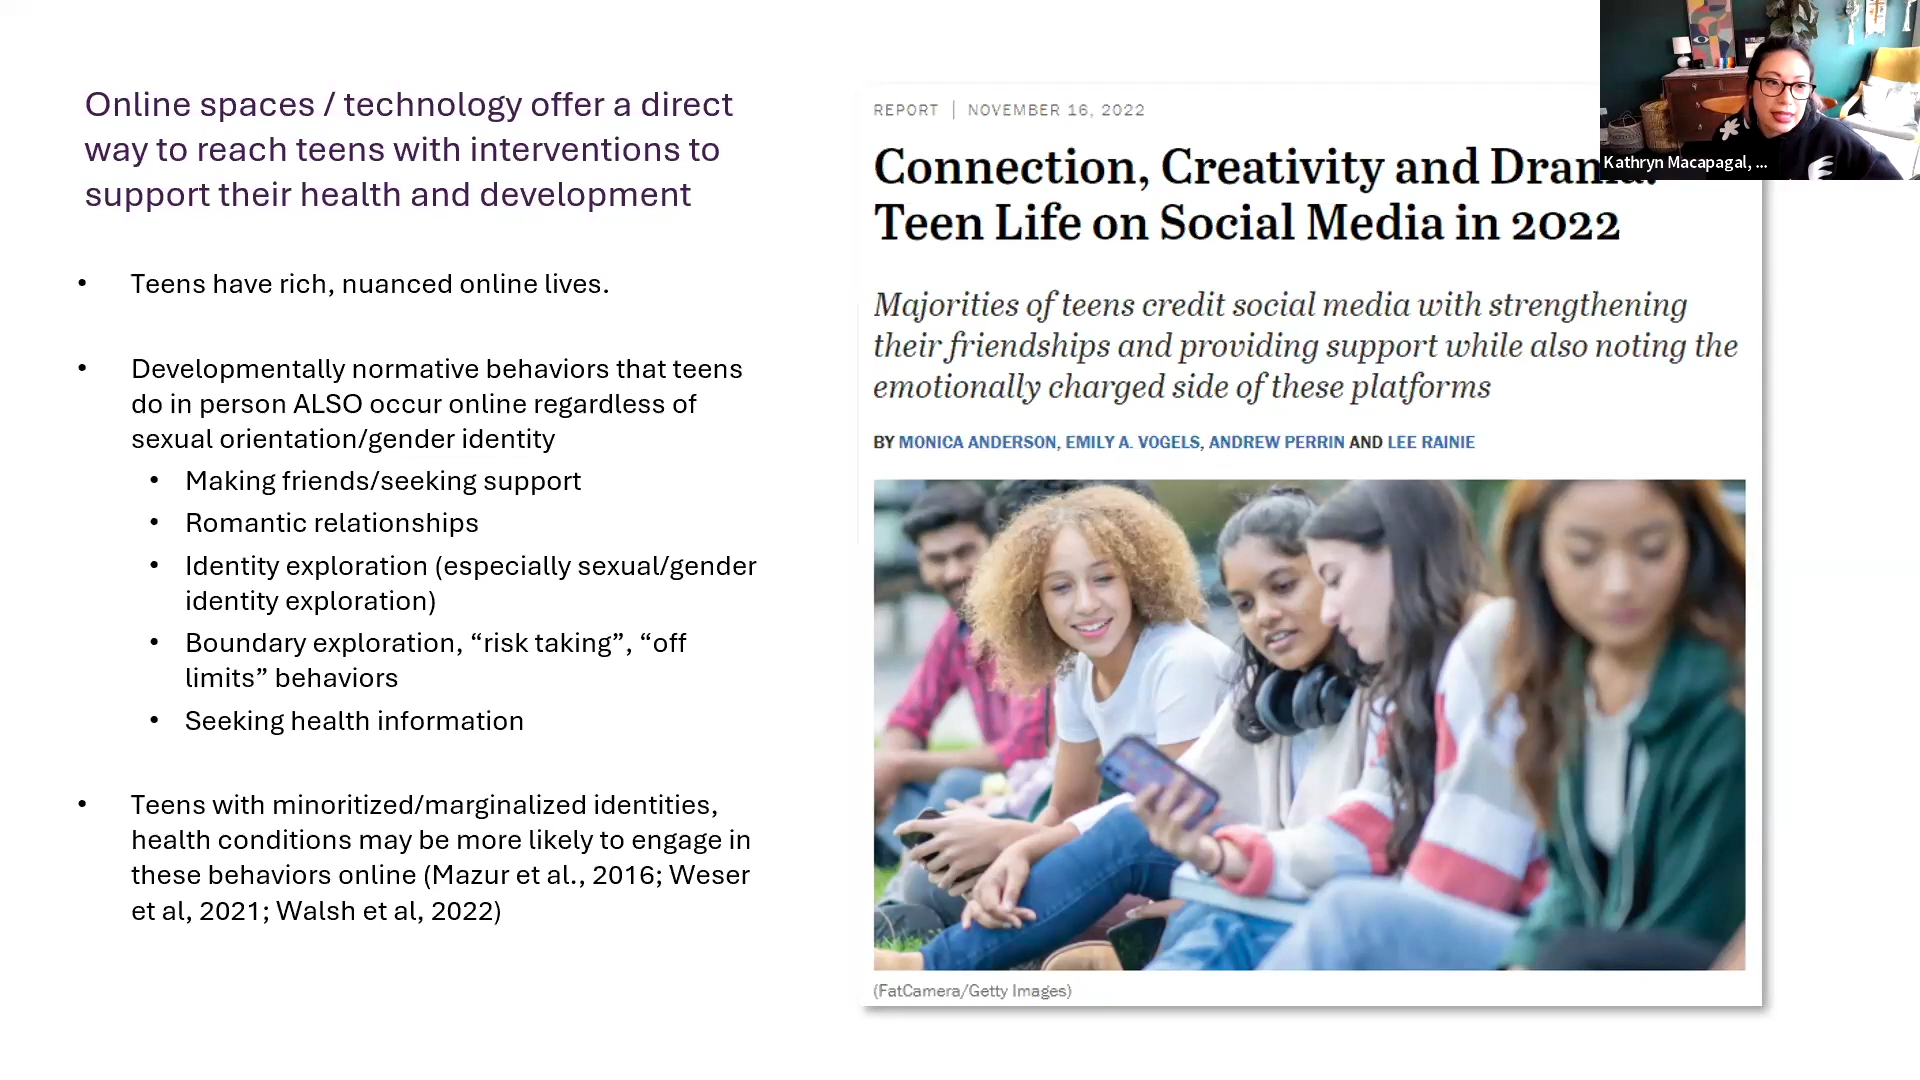 Online spaces / technology offer a direct
way to reach teens with interventions to
support their health and development
• Teens have rich, nuanced online lives.
• Developmentally normative behaviors that teens
do in person ALSO occur online regardless of
sexual orientation/gender identity
• Making friends/seeking support
• Romantic relationships
• Identity exploration (especially sexual/gender
identity exploration)
• Boundary exploration, “risk taking”, “off
limits” behaviors
• Seeking health information
• Teens with minoritized/marginalized identities,
health conditions may be more likely to engage in
these behaviors online (Mazur et al., 2016; Weser
et al, 2021; Walsh et al, 2022)
REPORT | NOVEMBER 16, 2022
Connection, Creativity and Drama:
Teen Life on Social Media in 2022
Majorities of teens credit social media with strengthening
their friendships and providing support while also noting the
emotionally charged side of these platforms
BY MONICA ANDERSON, EMILY A. VOGELS, ANDREW PERRIN AND LEE RAINIE
(FatCamera/Getty Images)
Kathryn Macapagal, ...